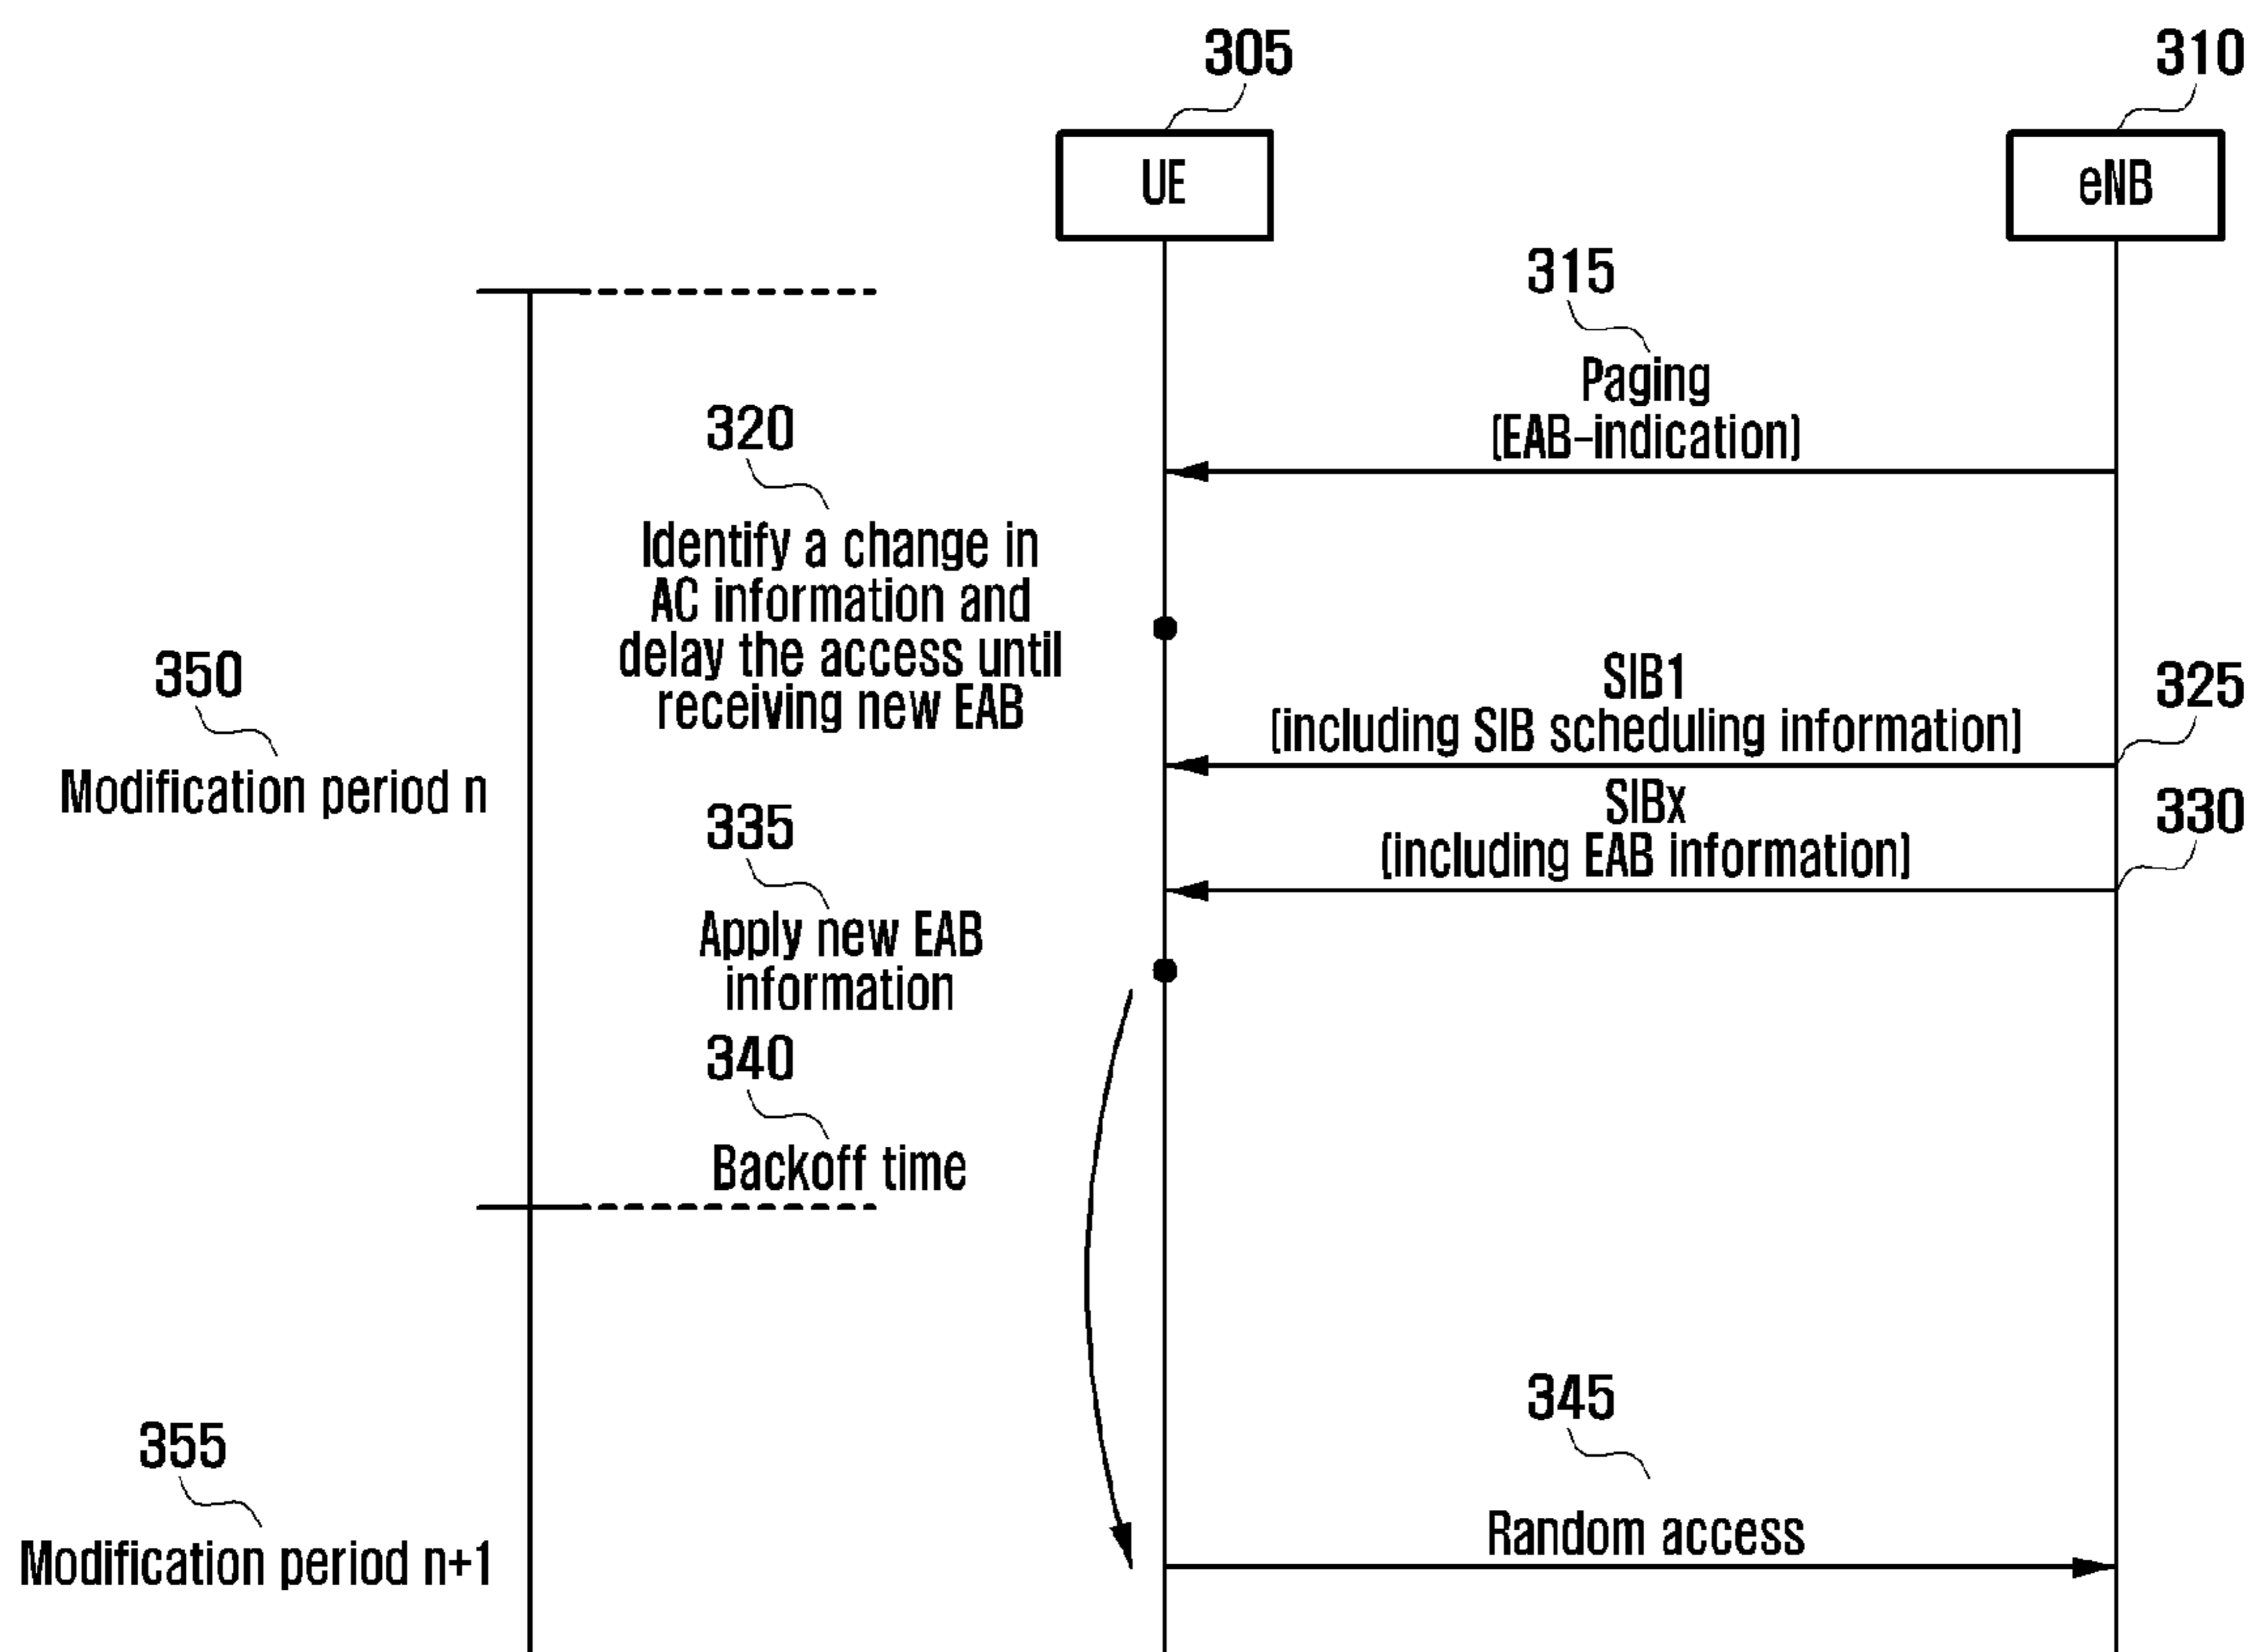 305
310
UE
eNB
315
Paging
(EAB-indication)
320
Identify a change in
AC information and
delay the access until
receiving new EAB
350
Modification period n
SIB1
(including SIB scheduling information)
325
SIBx
(including EAB information)
330
335
Apply new EAB
information
340
Backoff time
345
Random access
355
Modification period n+1